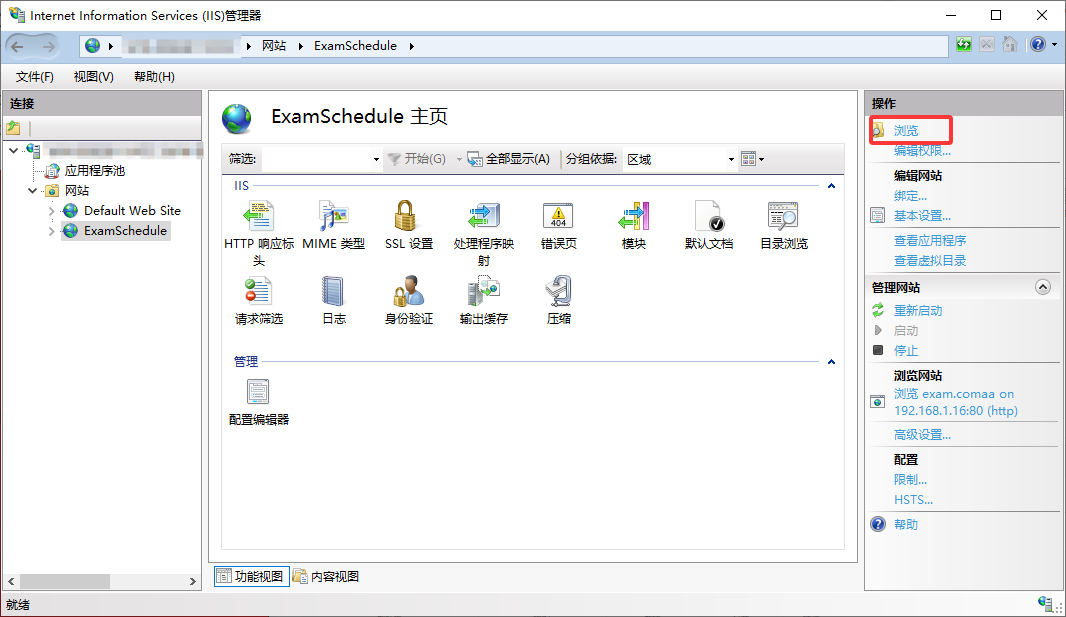 Internet Information Services (IIS)管理器
网站
ExamSchedule
文件(F)
视图(V)
帮助(H)
连接
应用程序池
网站
Default Web Site
ExamSchedule
ExamSchedule 主页
筛选:
开始(G)
全部显示(A)
分组依据:
区域
IIS
HTTP 响应标
头
MIME 类型
SSL 设置
处理程序映
射
404
错误页
模块
默认文档
目录浏览
请求筛选
日志
身份验证
输出缓存
压缩
管理
配置编辑器
功能视图
内容视图
操作
浏览
编辑权限...
编辑网站
绑定...
基本设置...
查看应用程序
查看虚拟目录
管理网站
重新启动
启动
停止
浏览网站
浏览 exam.comaa on
192.168.1.16:80 (http)
高级设置...
配置
限制...
HSTS...
帮助
就绪